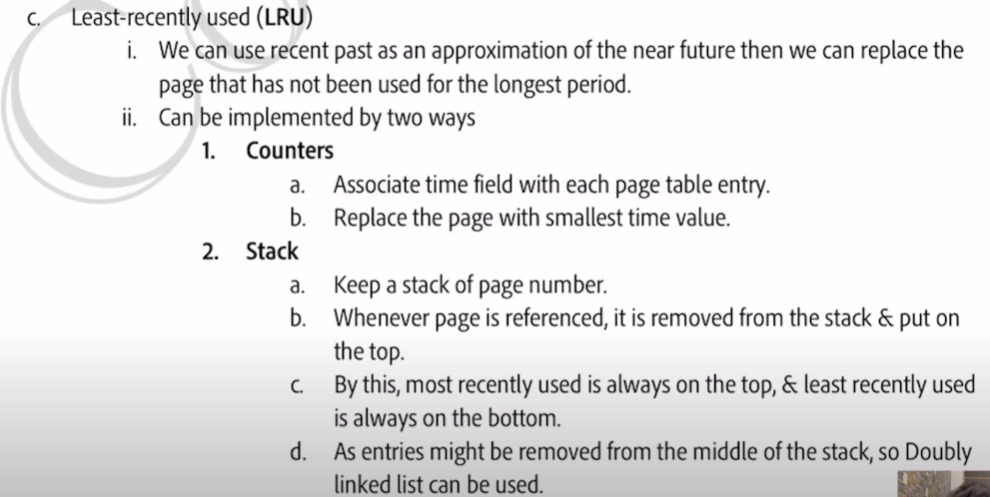 c. Least-recently used (LRU)
i. We can use recent past as an approximation of the near future then we can replace the
page that has not been used for the longest period.
ii. Can be implemented by two ways
1. Counters
a. Associate time field with each page table entry.
b. Replace the page with smallest time value.
2. Stack
a. Keep a stack of page number.
b. Whenever page is referenced, it is removed from the stack & put on
the top.
c. By this, most recently used is always on the top, & least recently used
is always on the bottom.
d. As entries might be removed from the middle of the stack, so Doubly
linked list can be used.